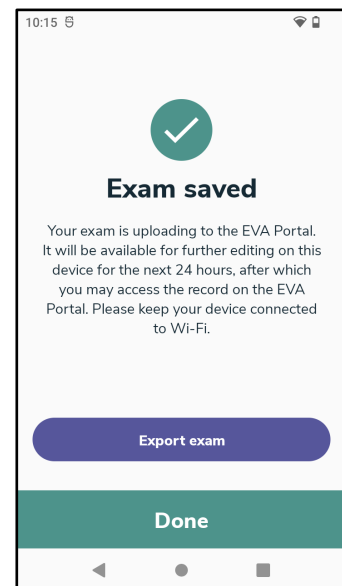 10:15
Exam saved
Your exam is uploading to the EVA Portal.
It will be available for further editing on this
device for the next 24 hours, after which
you may access the record on the EVA
Portal. Please keep your device connected
to Wi-Fi.
Export exam
Done